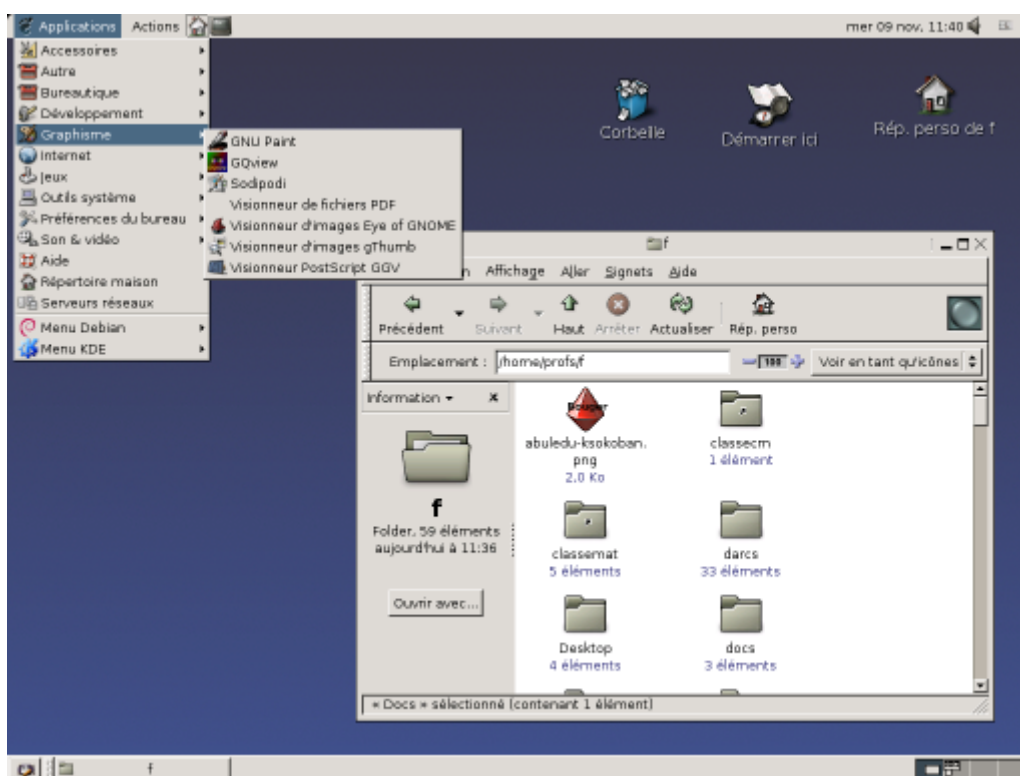 Applications Actions
mer 09 nov. 11:40
Accessoires
Autre
Bureautique
Développement
Graphisme
Internet
Jeux
Outils système
Préférences du bureau
Son & vidéo
Aide
Répertoire maison
Serveurs réseaux
Menu Debian
Menu KDE
GNU Paint
GQview
Sodipodi
Visionneur de fichiers PDF
Visionneur d'images Eye of GNOME
Visionneur d'images gThumb
Visionneur PostScript GGV
Corbeille
Démarrer ici
Rép. perso de f
f
Affichage Aller Signets Aide
Précédent Suivant Haut Arrêter Actualiser Rép. perso
Emplacement : /home/profs/f 100 Voir en tant qu'icônes
Information
f
Folder, 59 éléments
aujourd'hui à 11:36
Ouvrir avec...
Bouger
abuledu-ksokoban.
png
2,0 Ko
classecm
1 élément
classemat
5 éléments
darcs
33 éléments
Desktop
4 éléments
docs
3 éléments
« Docs » sélectionné (contenant 1 élément)
f